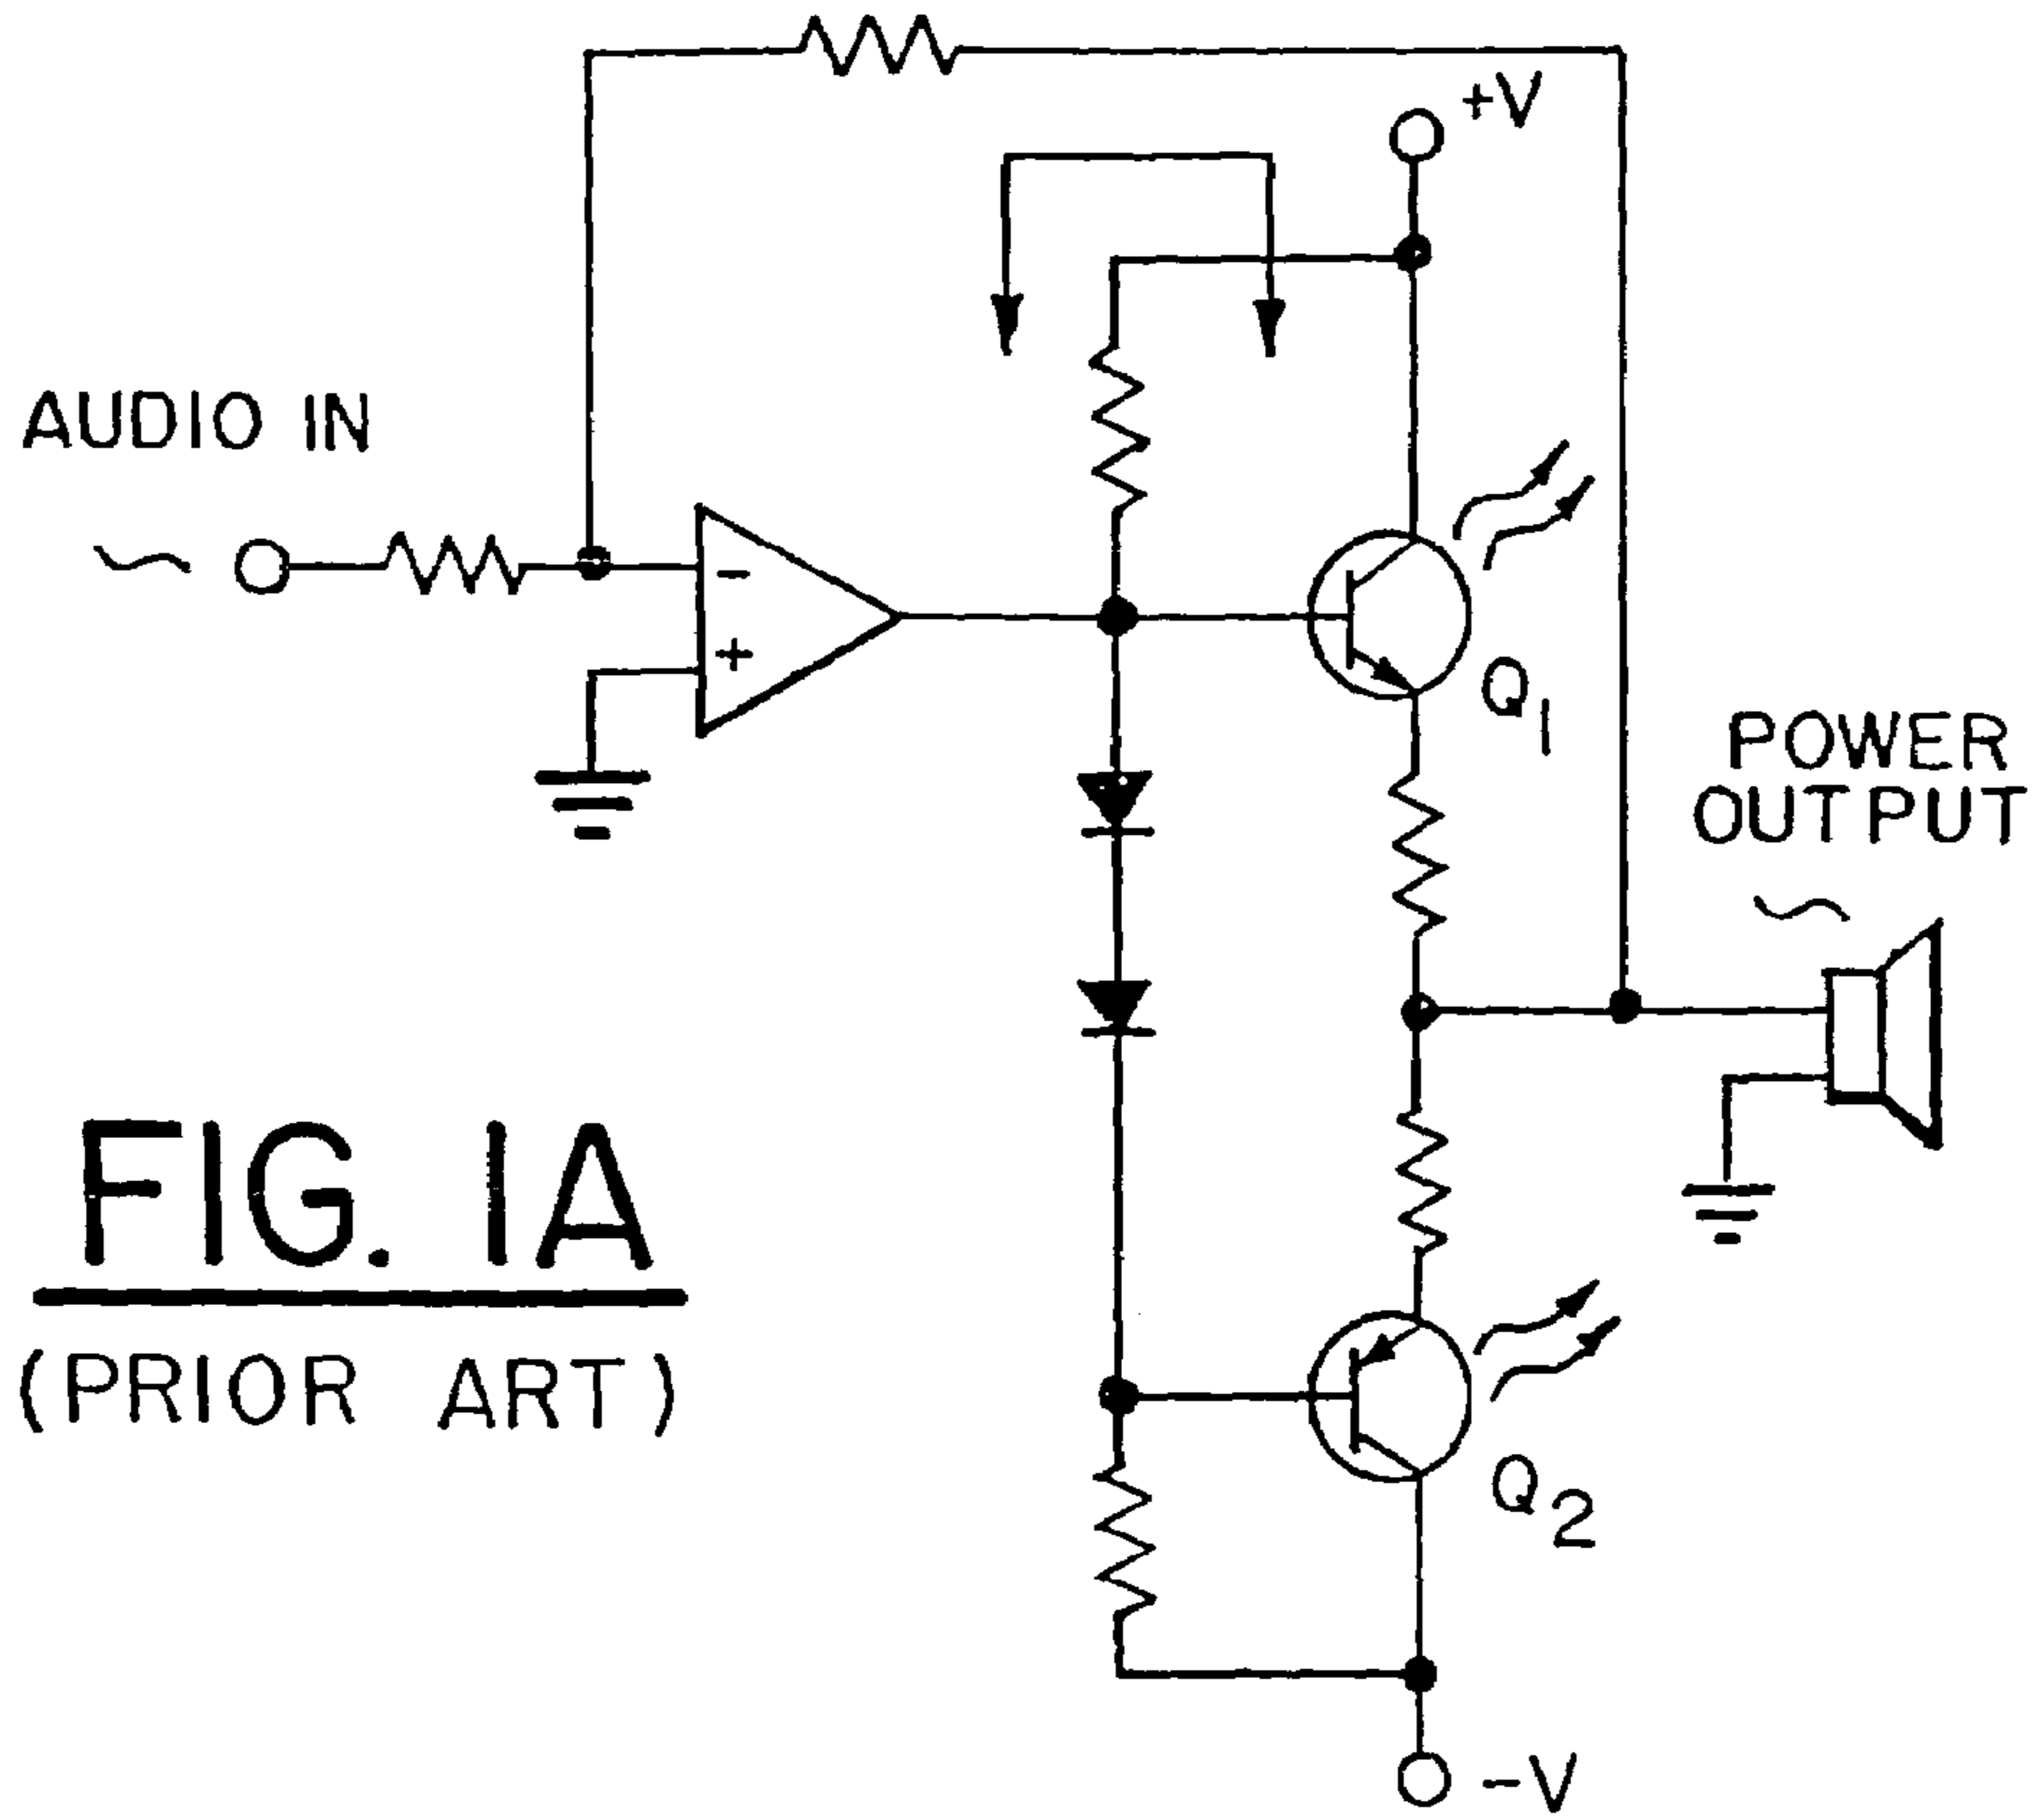 +V
AUDIO IN
-
+
Q1
POWER
OUTPUT
FIG. 1A
(PRIOR ART)
Q2
-V